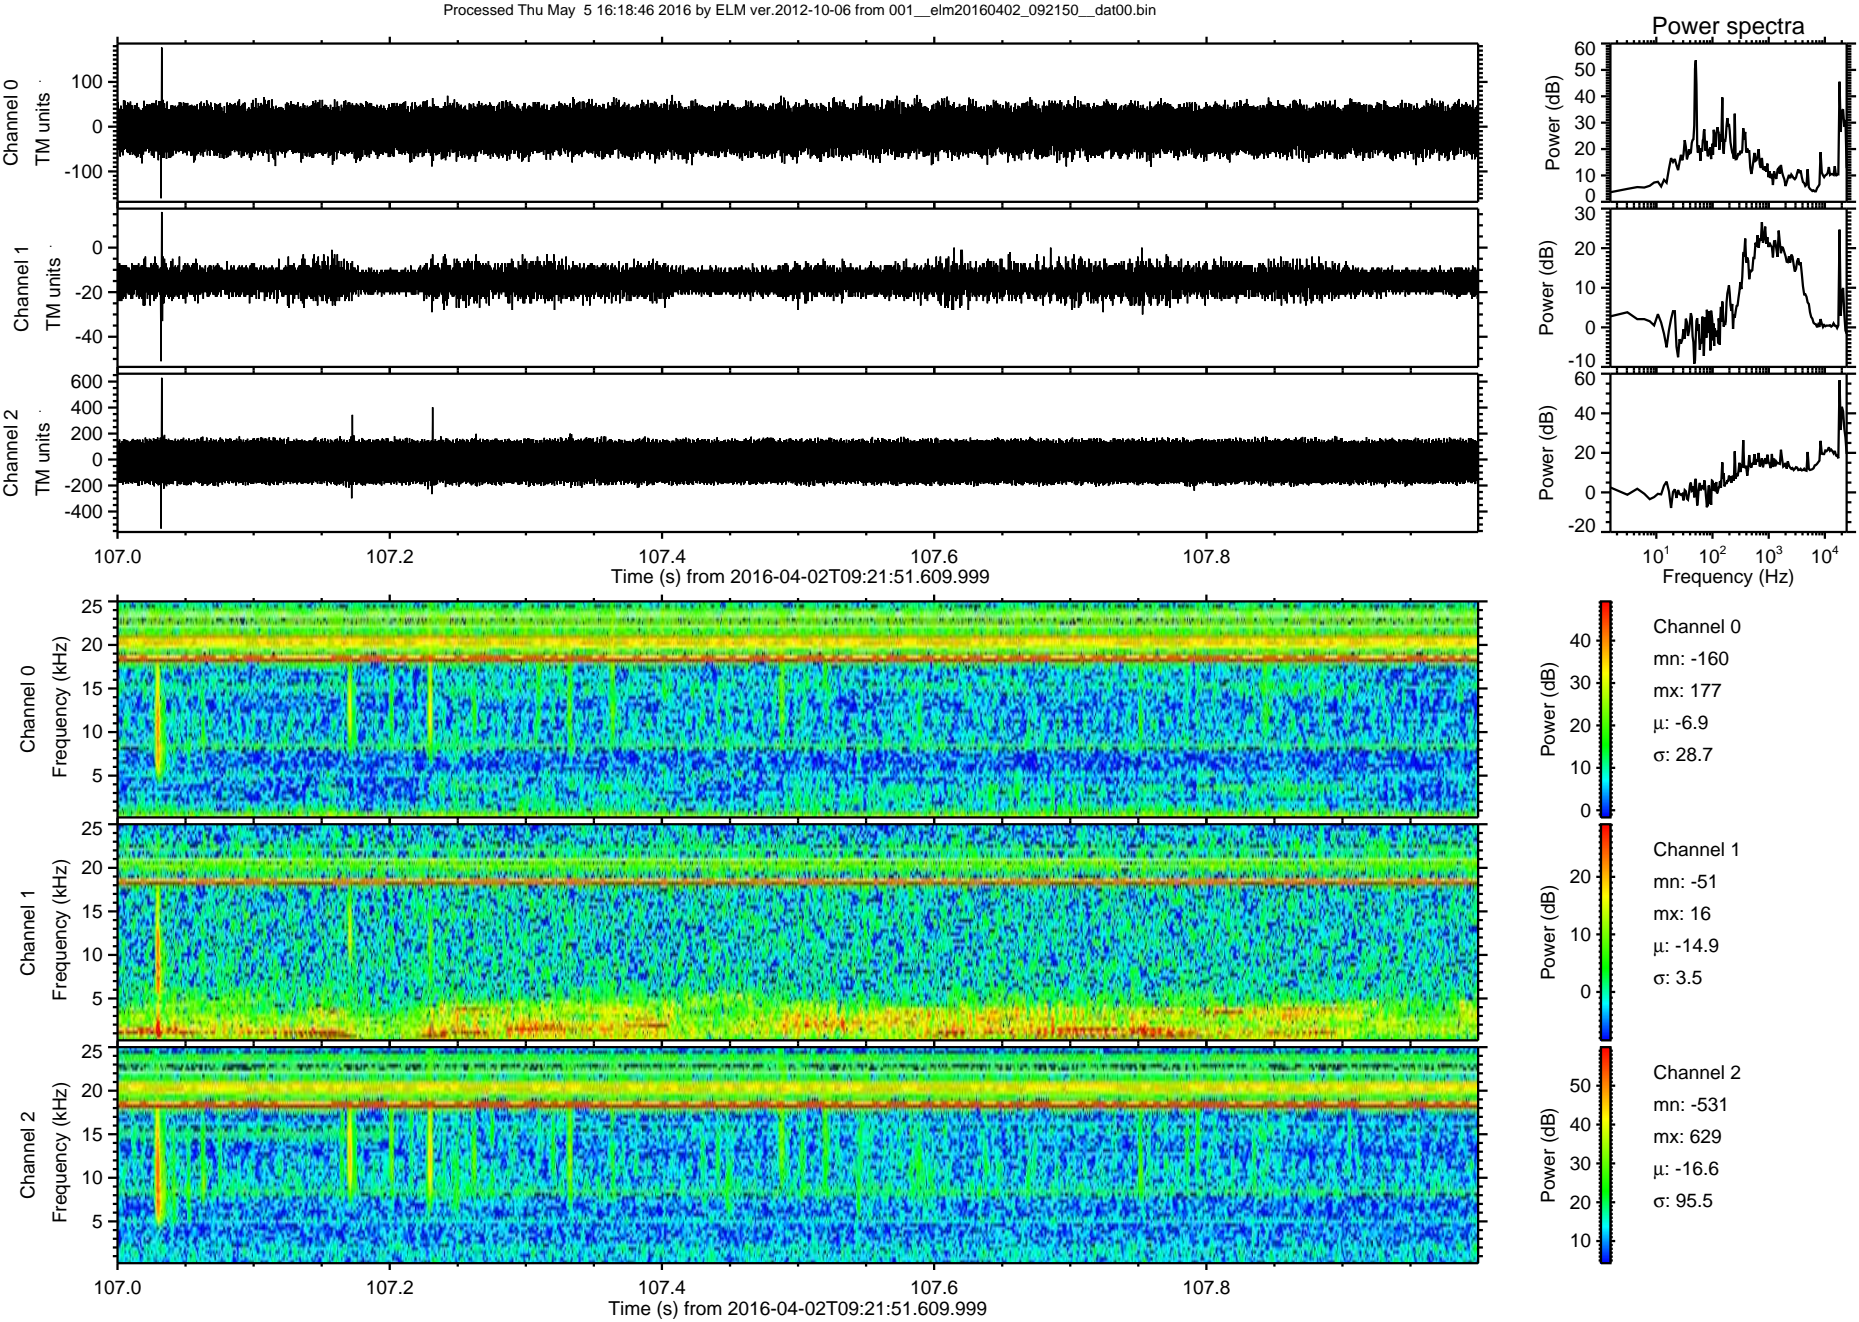 Processed Thu May  5 16:18:46 2016 by ELM ver.2012-10-06 from 001__elm20160402_092150__dat00.bin
Power spectra
Channel 0
TM units
100
0
-100
Power (dB)
60
50
40
30
20
10
0
Channel 1
TM units
0
-20
-40
Power (dB)
30
20
10
0
-10
Channel 2
TM units
600
400
200
0
-200
-400
Power (dB)
60
40
20
0
-20
107.0 107.2 107.4 107.6 107.8
Time (s) from 2016-04-02T09:21:51.609.999
10¹ 10² 10³ 10⁴
Frequency (Hz)
Channel 0
Frequency (kHz)
25
20
15
10
5
Power (dB)
40
30
20
10
0
Channel 0
mn: -160
mx: 177
μ: -6.9
σ: 28.7
Channel 1
Frequency (kHz)
25
20
15
10
5
Power (dB)
20
10
0
Channel 1
mn: -51
mx: 16
μ: -14.9
σ: 3.5
Channel 2
Frequency (kHz)
25
20
15
10
5
Power (dB)
50
40
30
20
10
Channel 2
mn: -531
mx: 629
μ: -16.6
σ: 95.5
107.0 107.2 107.4 107.6 107.8
Time (s) from 2016-04-02T09:21:51.609.999